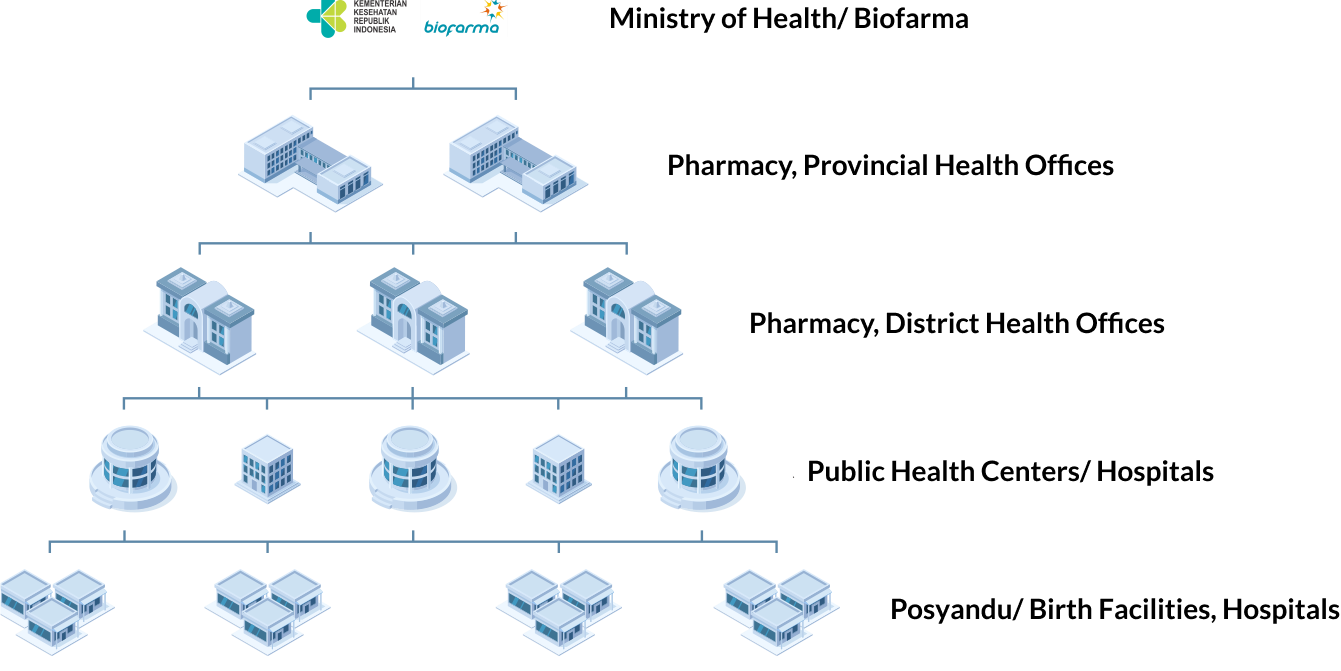 KEMENTERIAN
KESEHATAN
REPUBLIK
INDONESIA
biofarma
Ministry of Health/ Biofarma
Pharmacy, Provincial Health Offices
Pharmacy, District Health Offices
Public Health Centers/ Hospitals
Posyandu/ Birth Facilities, Hospitals